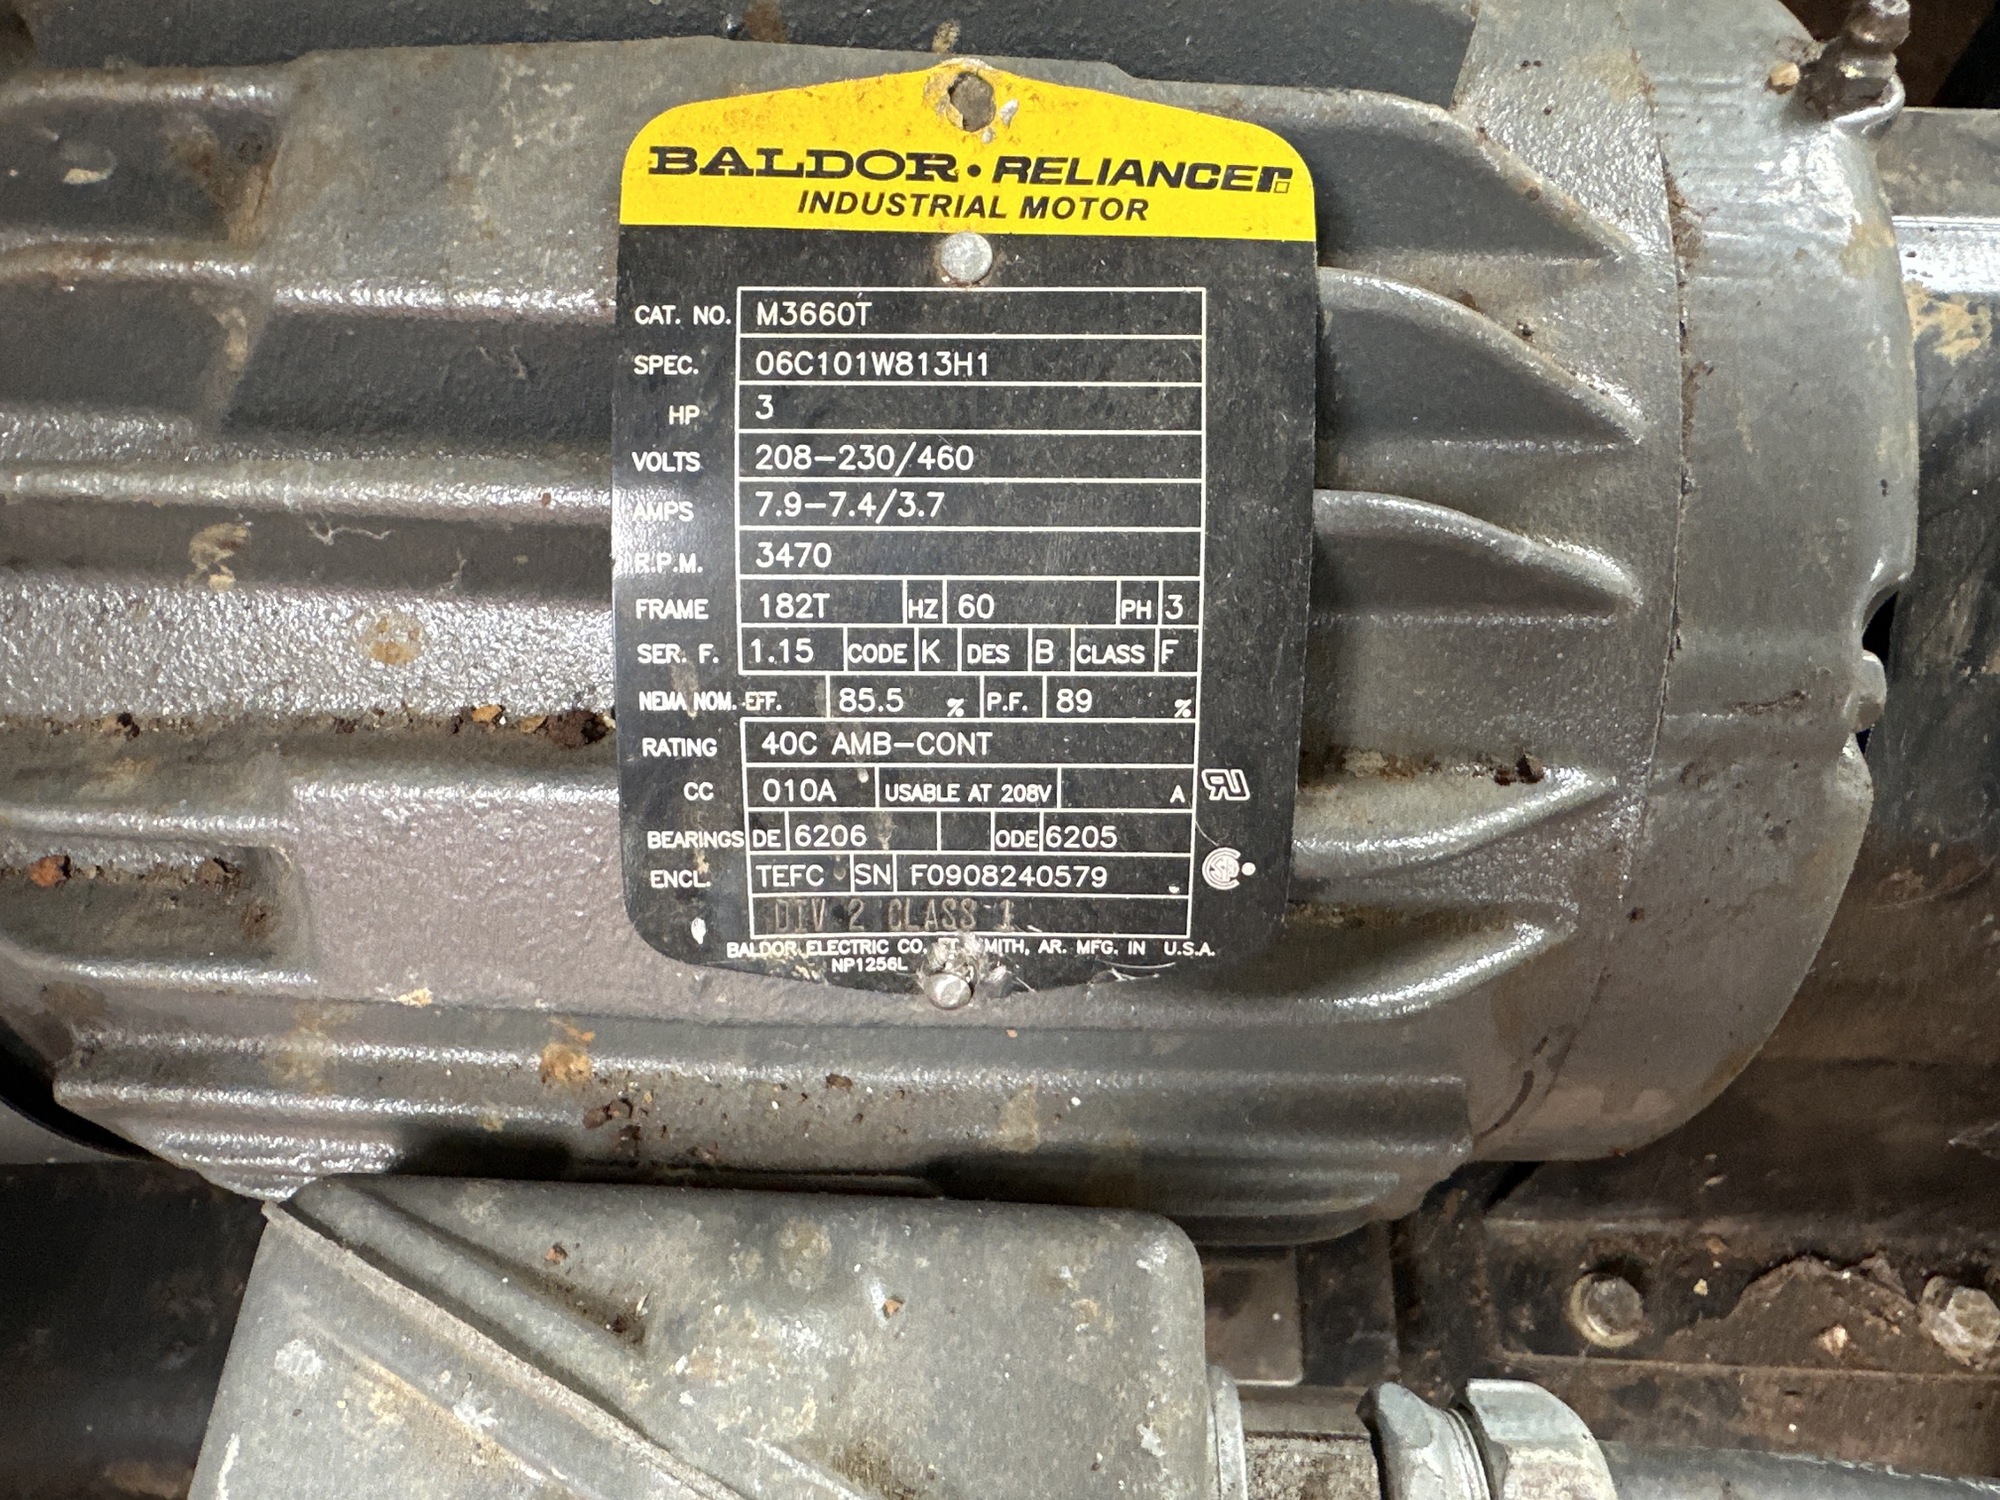 BALDOR • RELIANCER
INDUSTRIAL MOTOR
CAT. NO. M3660T
SPEC. 06C101W813H1
HP 3
VOLTS 208-230/460
AMPS 7.9-7.4/3.7
R.P.M. 3470
FRAME 182T HZ 60 PH 3
SER. F. 1.15 CODE K DES B CLASS F
NEMA NOM. EFF. 85.5 % P.F. 89 %
RATING 40C AMB-CONT
CC 010A USABLE AT 208V A
BEARINGS DE 6206 ODE 6205
ENCL. TEFC SN F0908240579
DIV 2 CLASS 1
BALDOR ELECTRIC CO. FT. SMITH, AR. MFG. IN U.S.A.
NP1256L